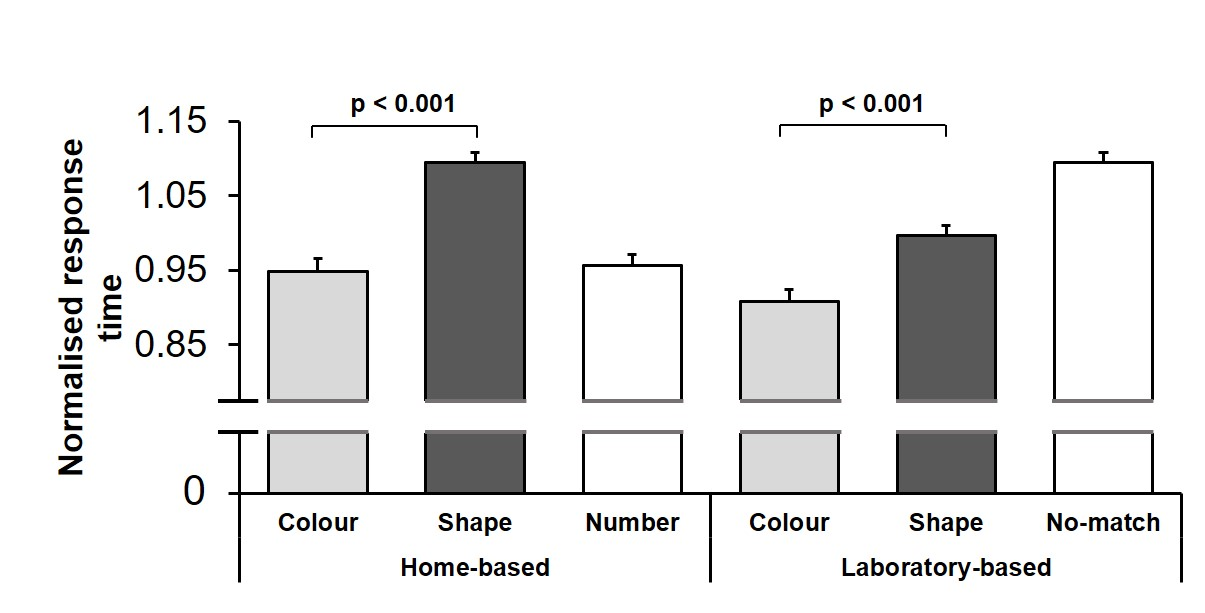 p < 0.001
p < 0.001
Normalised response
time
1.15
1.05
0.95
0.85
0
Colour
Shape
Number
Colour
Shape
No-match
Home-based
Laboratory-based